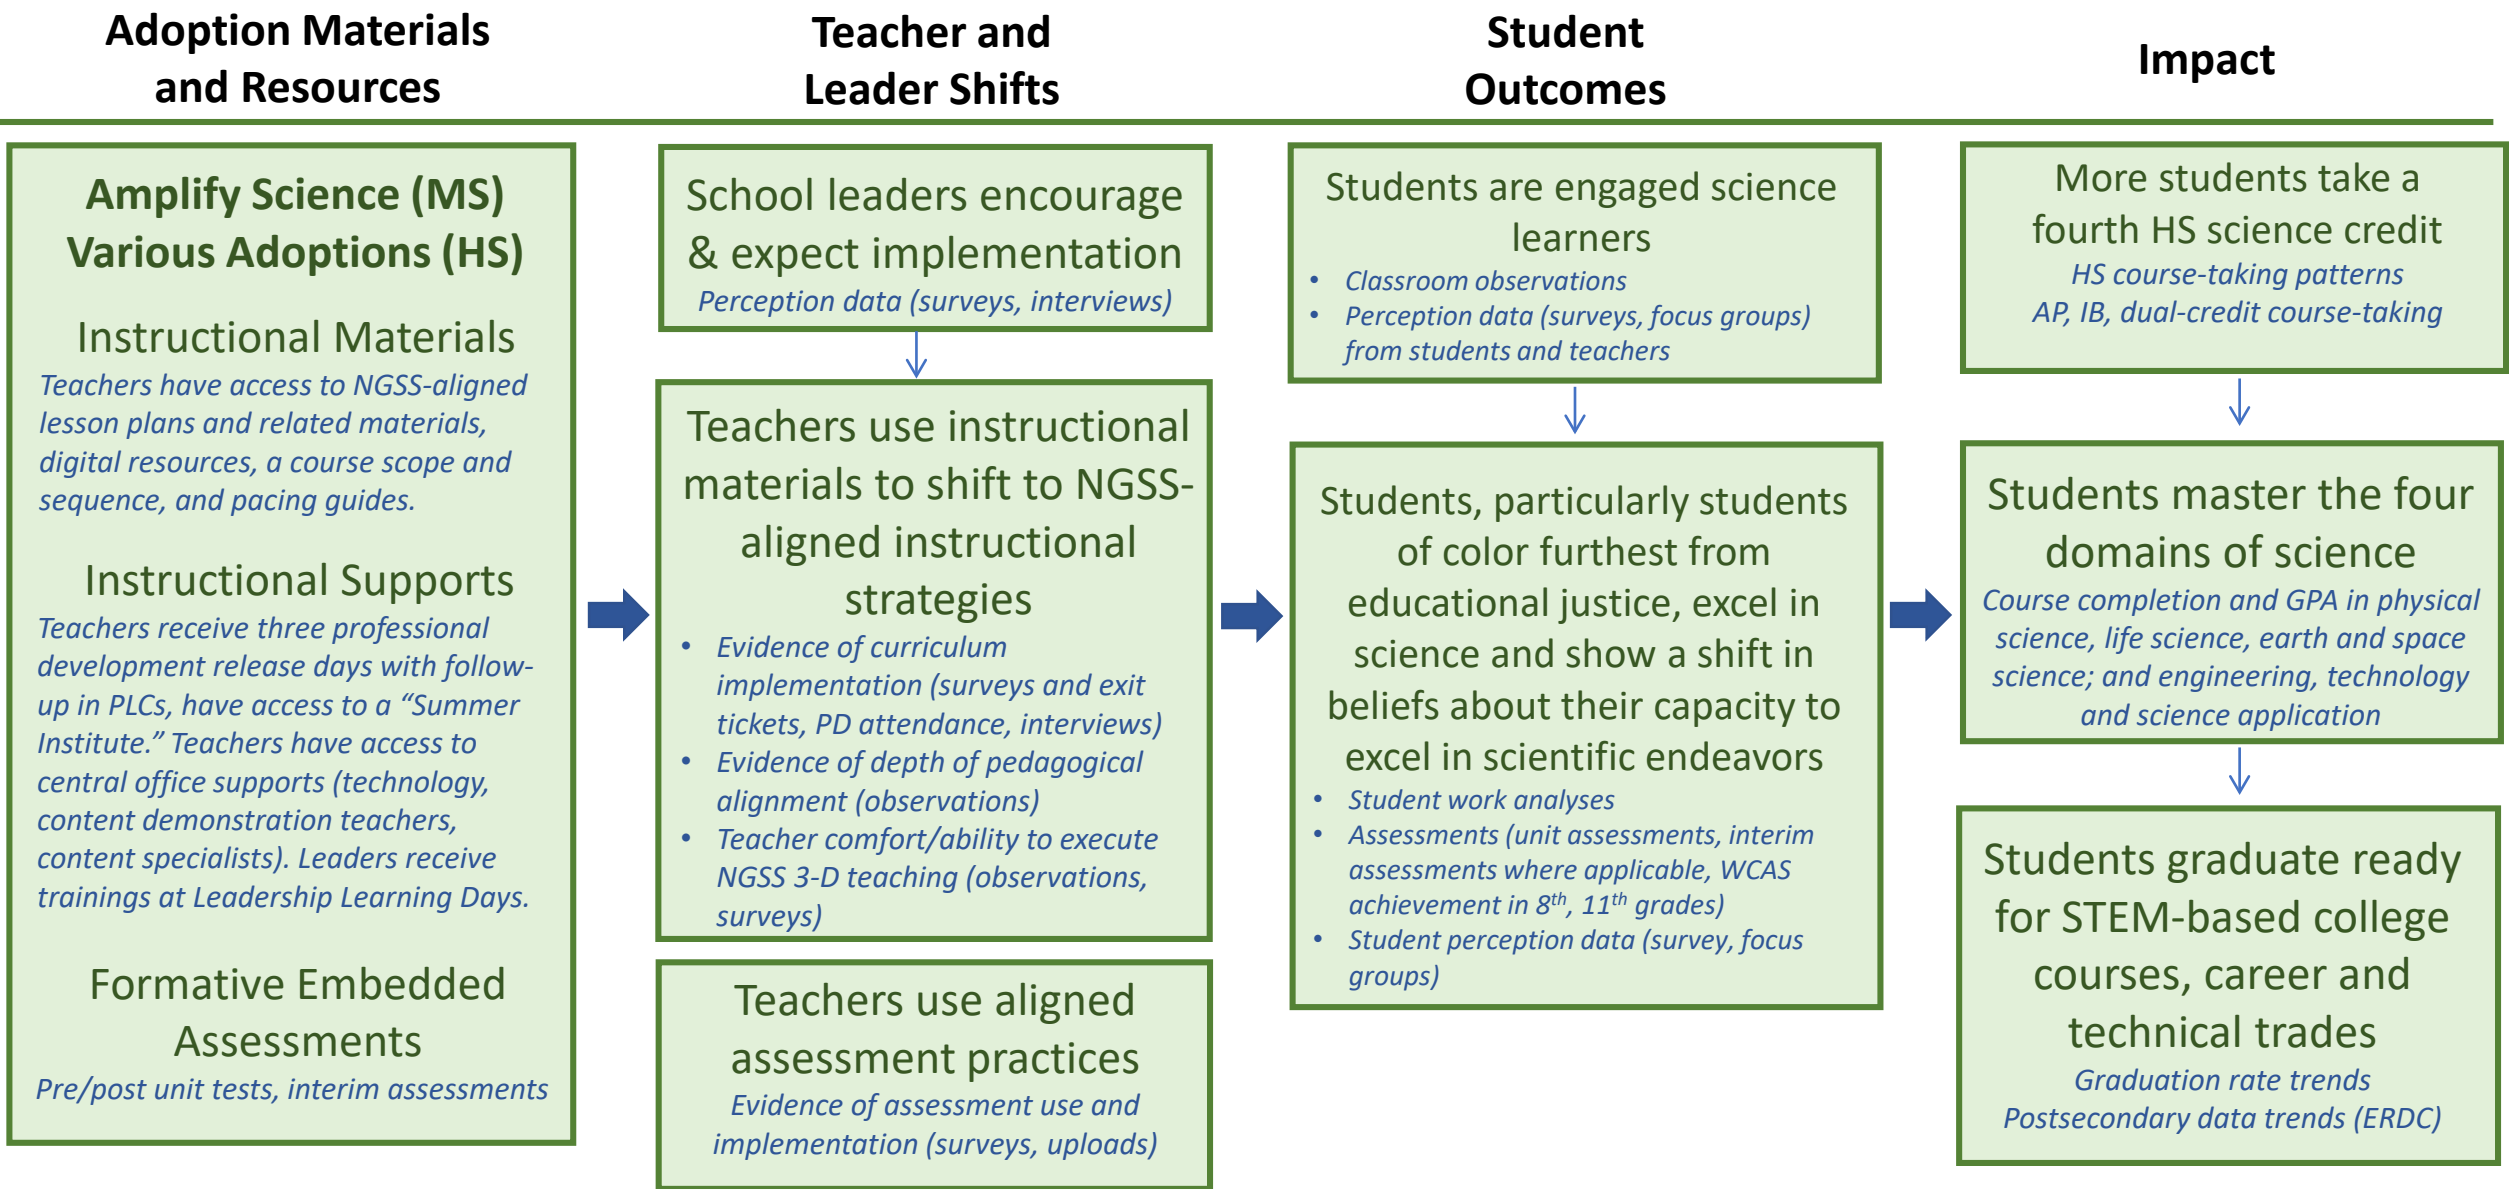 Adoption Materials
and Resources
Teacher and
Leader Shifts
Student
Outcomes
Impact
Amplify Science (MS)
Various Adoptions (HS)
Instructional Materials
Teachers have access to NGSS-aligned
lesson plans and related materials,
digital resources, a course scope and
sequence, and pacing guides.
Instructional Supports
Teachers receive three professional
development release days with follow-
up in PLCs, have access to a “Summer
Institute.” Teachers have access to
central office supports (technology,
content demonstration teachers,
content specialists). Leaders receive
trainings at Leadership Learning Days.
Formative Embedded
Assessments
Pre/post unit tests, interim assessments
School leaders encourage
& expect implementation
Perception data (surveys, interviews)
Teachers use instructional
materials to shift to NGSS-
aligned instructional
strategies
• Evidence of curriculum
implementation (surveys and exit
tickets, PD attendance, interviews)
• Evidence of depth of pedagogical
alignment (observations)
• Teacher comfort/ability to execute
NGSS 3-D teaching (observations,
surveys)
Teachers use aligned
assessment practices
Evidence of assessment use and
implementation (surveys, uploads)
Students are engaged science
learners
• Classroom observations
• Perception data (surveys, focus groups)
from students and teachers
Students, particularly students
of color furthest from
educational justice, excel in
science and show a shift in
beliefs about their capacity to
excel in scientific endeavors
• Student work analyses
• Assessments (unit assessments, interim
assessments where applicable, WCAS
achievement in 8th, 11th grades)
• Student perception data (survey, focus
groups)
More students take a
fourth HS science credit
HS course-taking patterns
AP, IB, dual-credit course-taking
Students master the four
domains of science
Course completion and GPA in physical
science, life science, earth and space
science; and engineering, technology
and science application
Students graduate ready
for STEM-based college
courses, career and
technical trades
Graduation rate trends
Postsecondary data trends (ERDC)